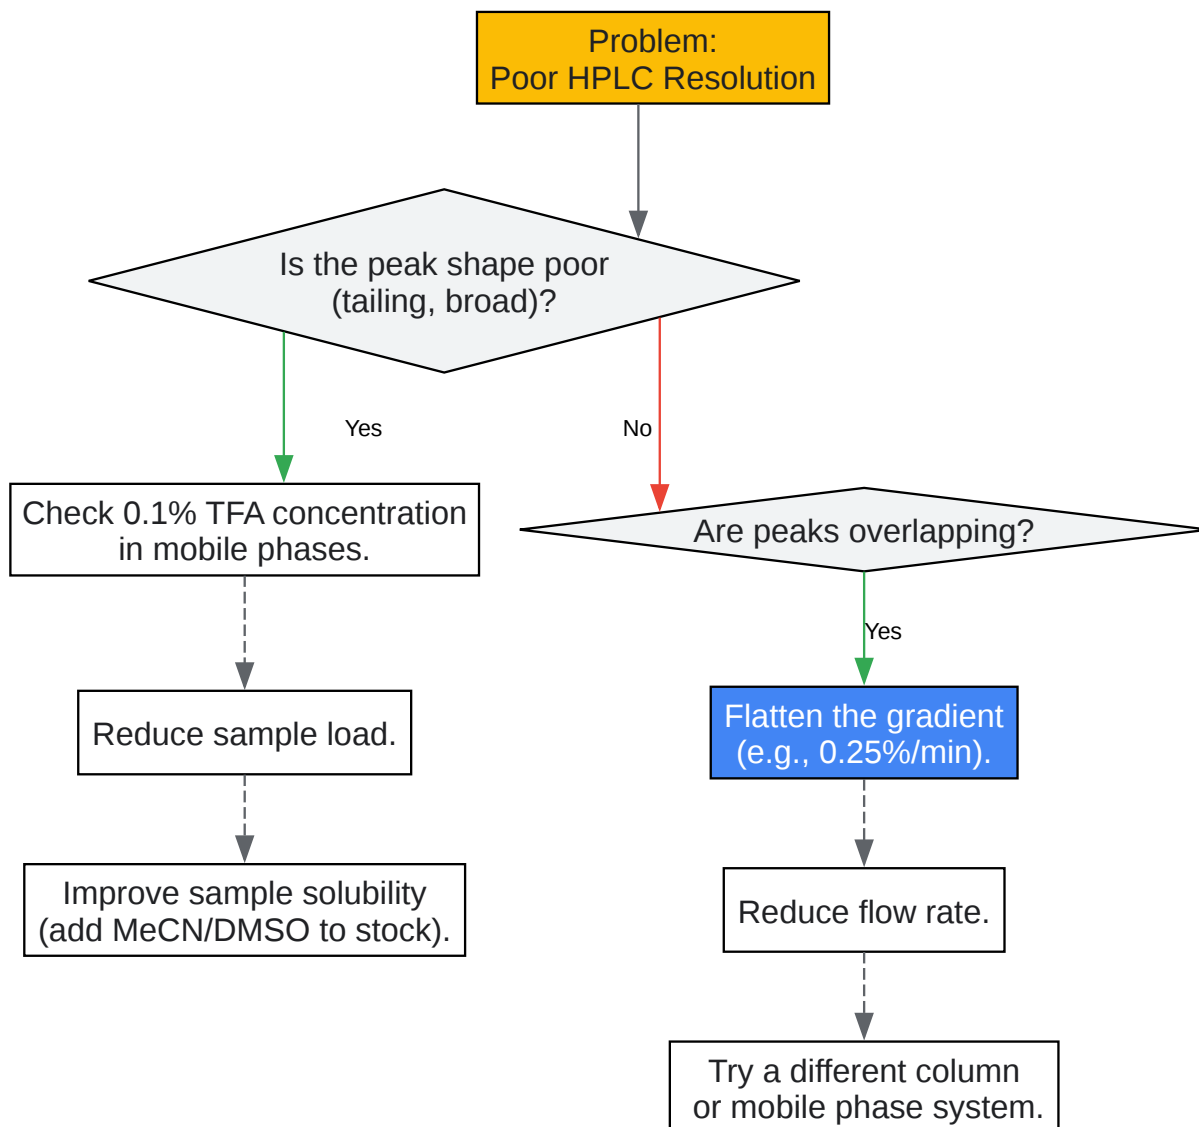 Problem:
Poor HPLC Resolution
Is the peak shape poor
(tailing, broad)?
Yes
No
Check 0.1% TFA concentration
in mobile phases.
Are peaks overlapping?
Yes
Reduce sample load.
Flatten the gradient
(e.g., 0.25%/min).
Improve sample solubility
(add MeCN/DMSO to stock).
Reduce flow rate.
Try a different column
or mobile phase system.